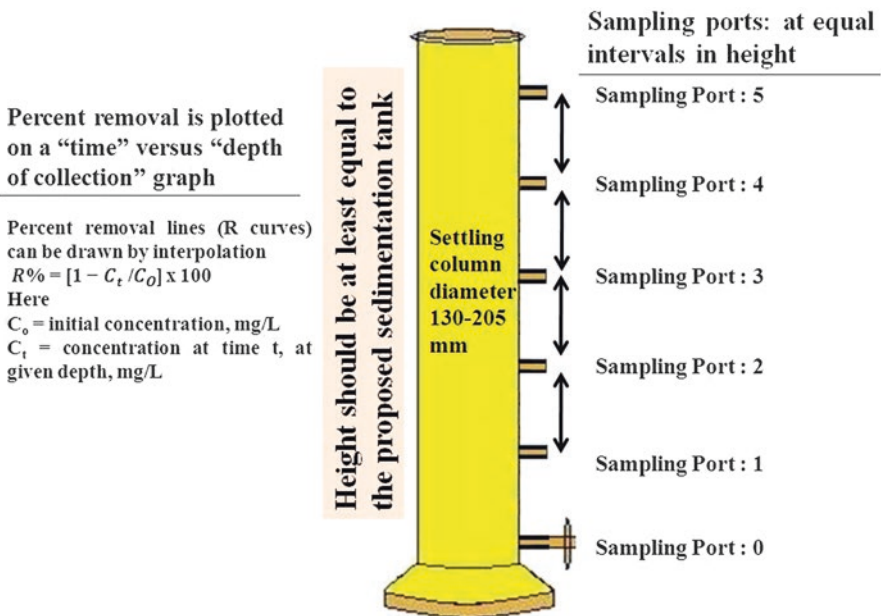 Percent removal is plotted
on a “time” versus “depth
of collection” graph
Percent removal lines (R curves)
can be drawn by interpolation
R% = [1 − Cₜ /C_O] x 100
Here
Cₒ = initial concentration, mg/L
Cₜ = concentration at time t, at
given depth, mg/L
Height should be at least equal to
the proposed sedimentation tank
Settling
column
diameter
130-205
mm
Sampling ports: at equal
intervals in height
Sampling Port : 5
Sampling Port : 4
Sampling Port : 3
Sampling Port : 2
Sampling Port : 1
Sampling Port : 0